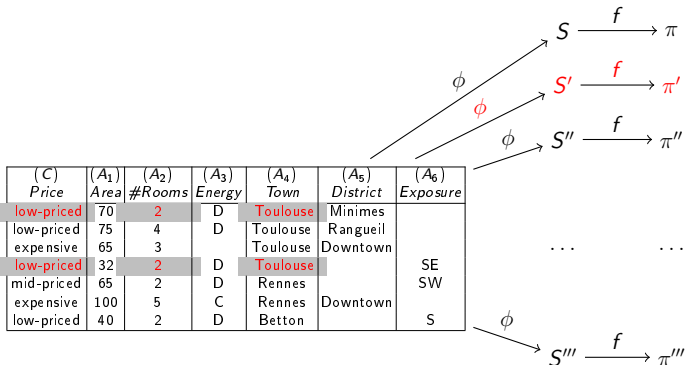 S f π
ϕ
S′ f π′
ϕ
S″ f π″
ϕ
(C) (A₁) (A₂) (A₃) (A₄) (A₅) (A₆)
Price Area #Rooms Energy Town District Exposure
low-priced 70 2 D Toulouse Minimes
low-priced 75 4 D Toulouse Rangueil
expensive 65 3 Toulouse Downtown
... ...
low-priced 32 2 D Toulouse SE
mid-priced 65 2 D Rennes SW
expensive 100 5 C Rennes Downtown
low-priced 40 2 D Betton S
ϕ
S‴ f π‴